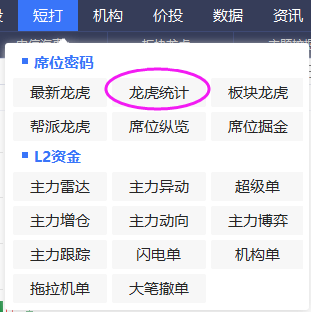 短打 机构 价投 数据 资讯
席位密码
最新龙虎 龙虎统计 板块龙虎
帮派龙虎 席位纵览 席位掘金
L2资金
主力雷达 主力异动 超级单
主力增仓 主力动向 主力博弈
主力跟踪 闪电单 机构单
拖拉机单 大笔撤单